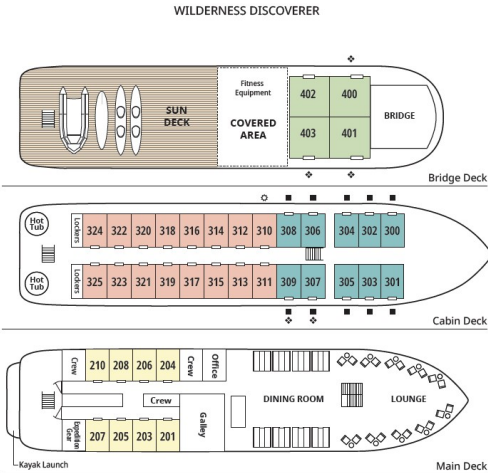 WILDERNESS DISCOVERER
Fitness
Equipment
402 400
SUN
DECK
COVERED
AREA
BRIDGE
403 401
Bridge Deck
Hot
Tub
Lockers
324 322 320 318 316 314 312 310 308 306 304 302 300
Hot
Tub
Lockers
325 323 321 319 317 315 313 311 309 307 305 303 301
Cabin Deck
Crew
210 208 206 204
Crew
Office
Crew
DINING ROOM
LOUNGE
Galley
Expedition
Gear
207 205 203 201
Kayak Launch
Main Deck